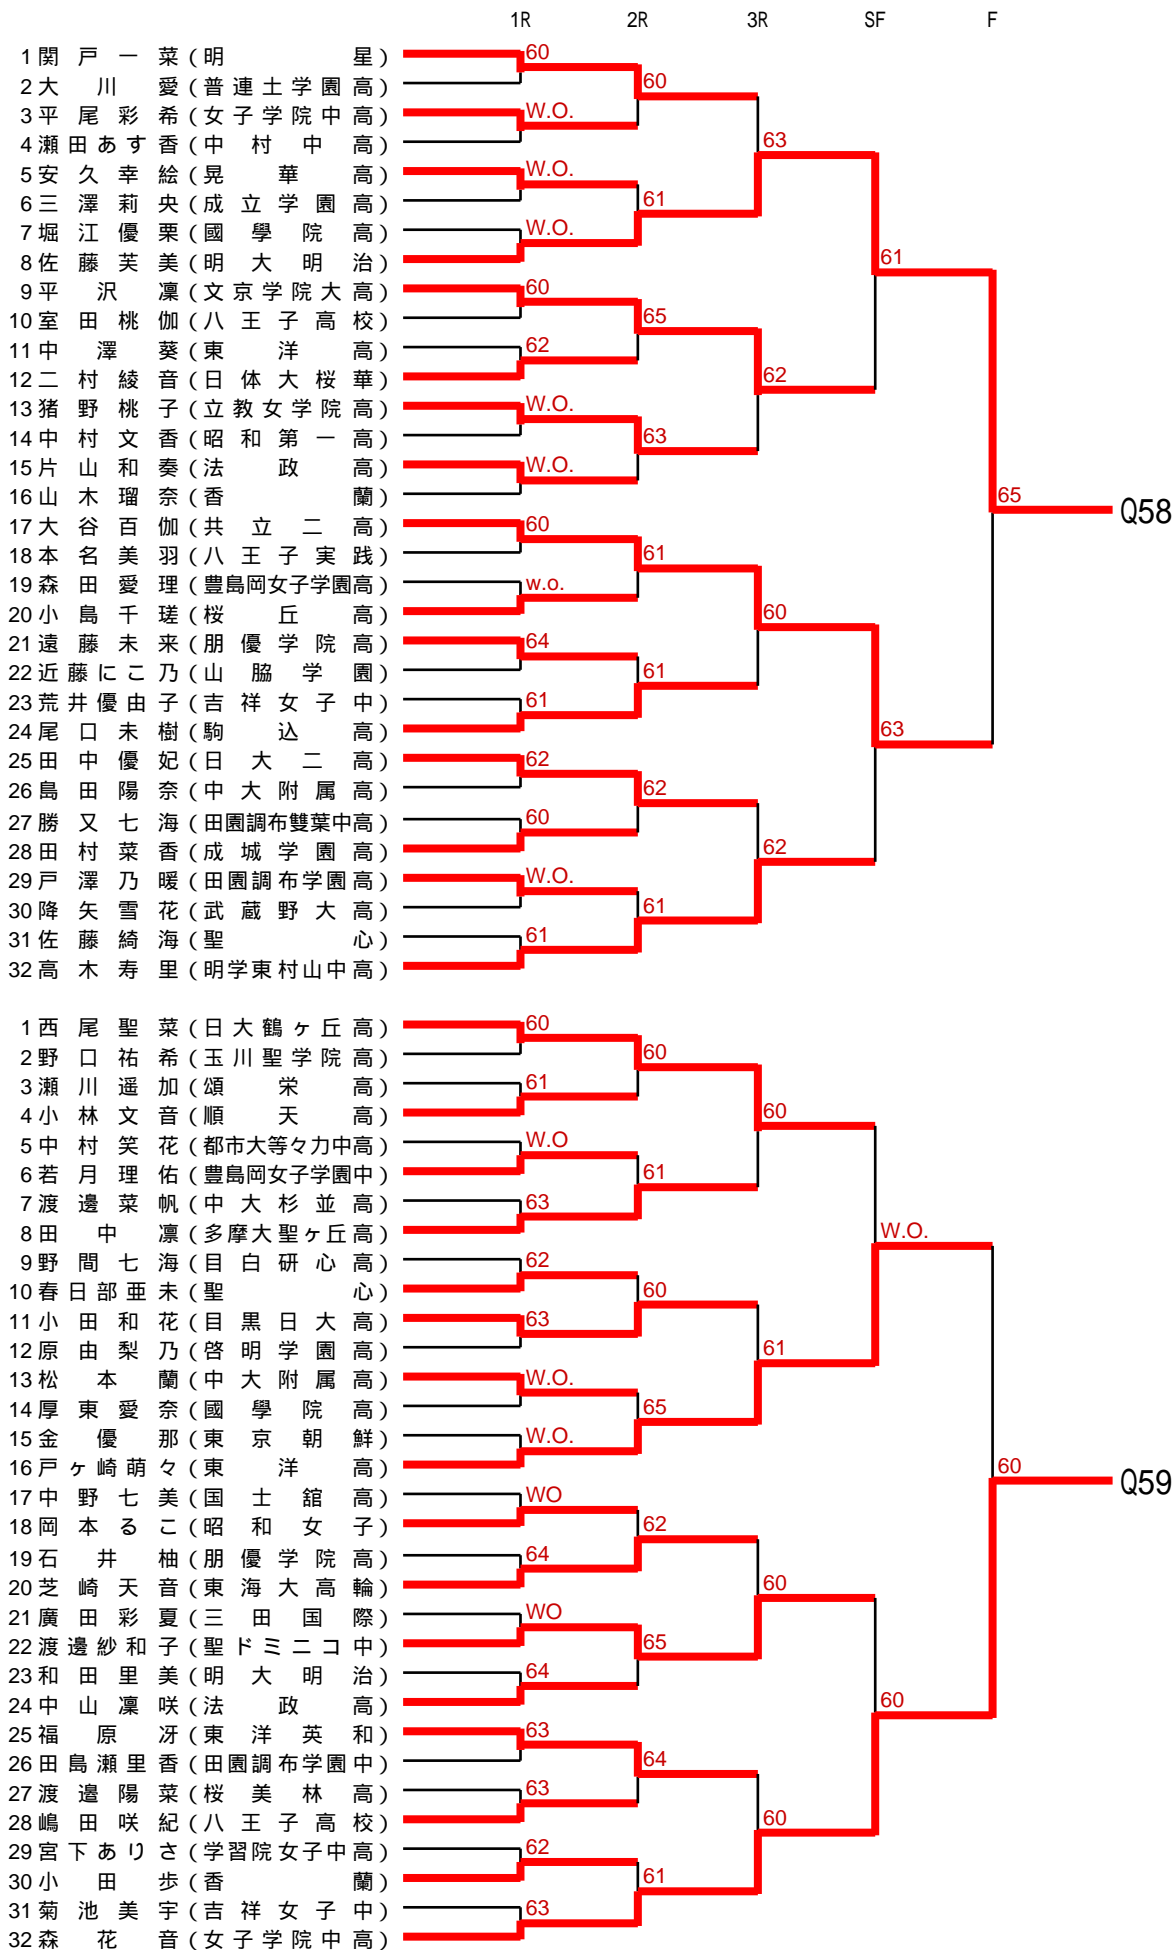 1R 2R 3R SF F
1 関戸一菜 (明星) 60
2 大川愛 (普連土学園高) 60
3 平尾彩希 (女子学院中高) W.O.
4 瀬田あす香 (中村中高) 63
5 安久幸絵 (晃華高) W.O.
6 三澤莉央 (成立学園高) 61
7 堀江優栗 (國學院高) W.O.
8 佐藤芙美 (明大明治) 61
9 平沢凜 (文京学院大高) 60
10 室田桃伽 (八王子高校) 65
11 中澤葵 (東洋高) 62
12 二村綾音 (日体大桜華) 62
13 猪野桃子 (立教女学院高) W.O.
14 中村文香 (昭和第一高) 63
15 片山和奏 (法政高) W.O.
16 山木瑠奈 (香蘭) 65 Q58
17 大谷百伽 (共立二高) 60
18 本名美羽 (八王子実践) 61
19 森田愛理 (豊島岡女子学園高) w.o.
20 小島千瑳 (桜丘高) 60
21 遠藤未来 (朋優学院高) 64
22 近藤にこ乃 (山脇学園) 61
23 荒井優由子 (吉祥女子中) 61
24 尾口未樹 (駒込高) 63
25 田中優妃 (日大二高) 62
26 島田陽奈 (中大附属高) 62
27 勝又七海 (田園調布雙葉中高) 60
28 田村菜香 (成城学園高) 62
29 戸澤乃暖 (田園調布学園高) W.O.
30 降矢雪花 (武蔵野大高) 61
31 佐藤綺海 (聖心) 61
32 高木寿里 (明学東村山中高)
1 西尾聖菜 (日大鶴ヶ丘高) 60
2 野口祐希 (玉川聖学院高) 60
3 瀬川遥加 (頌栄高) 61
4 小林文音 (順天高) 60
5 中村笑花 (都市大等々力中高) W.O
6 若月理佑 (豊島岡女子学園中) 61
7 渡邊菜帆 (中大杉並高) 63
8 田中凛 (多摩大聖ヶ丘高) W.O.
9 野間七海 (目白研心高) 62
10 春日部亜未 (聖心) 60
11 小田和花 (目黒日大高) 63
12 原由梨乃 (啓明学園高) 61
13 松本蘭 (中大附属高) W.O.
14 厚東愛奈 (國學院高) 65
15 金優那 (東京朝鮮) W.O.
16 戸ヶ崎萌々 (東洋高) 60 Q59
17 中野七美 (国士舘高) WO
18 岡本るこ (昭和女子) 62
19 石井柚 (朋優学院高) 64
20 芝崎天音 (東海大高輪) 60
21 廣田彩夏 (三田国際) WO
22 渡邊紗和子 (聖ドミニコ中) 65
23 和田里美 (明大明治) 64
24 中山凜咲 (法政高) 60
25 福原冴 (東洋英和) 63
26 田島瀬里香 (田園調布学園中) 64
27 渡邉陽菜 (桜美林高) 63
28 嶋田咲紀 (八王子高校) 60
29 宮下ありさ (学習院女子中高) 62
30 小田歩 (香蘭) 61
31 菊池美宇 (吉祥女子中) 63
32 森花音 (女子学院中高)